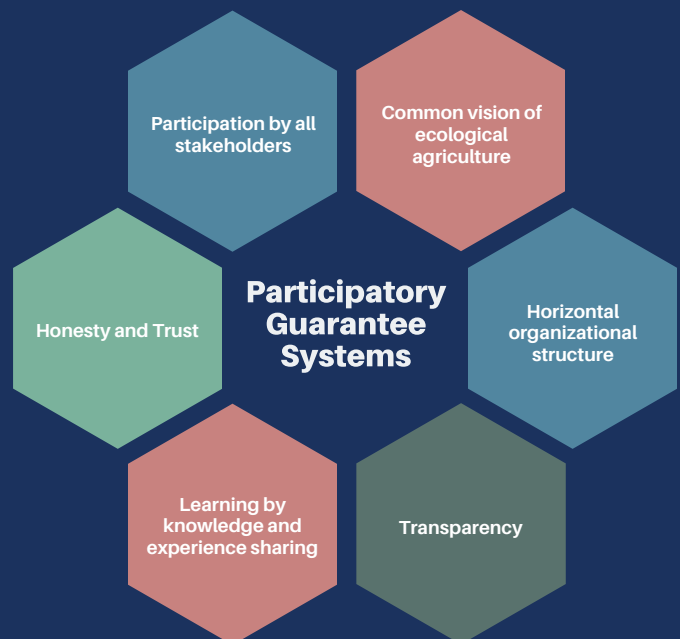 Participation by all
stakeholders
Common vision of
ecological
agriculture
Honesty and Trust
Participatory
Guarantee
Systems
Horizontal
organizational
structure
Learning by
knowledge and
experience sharing
Transparency